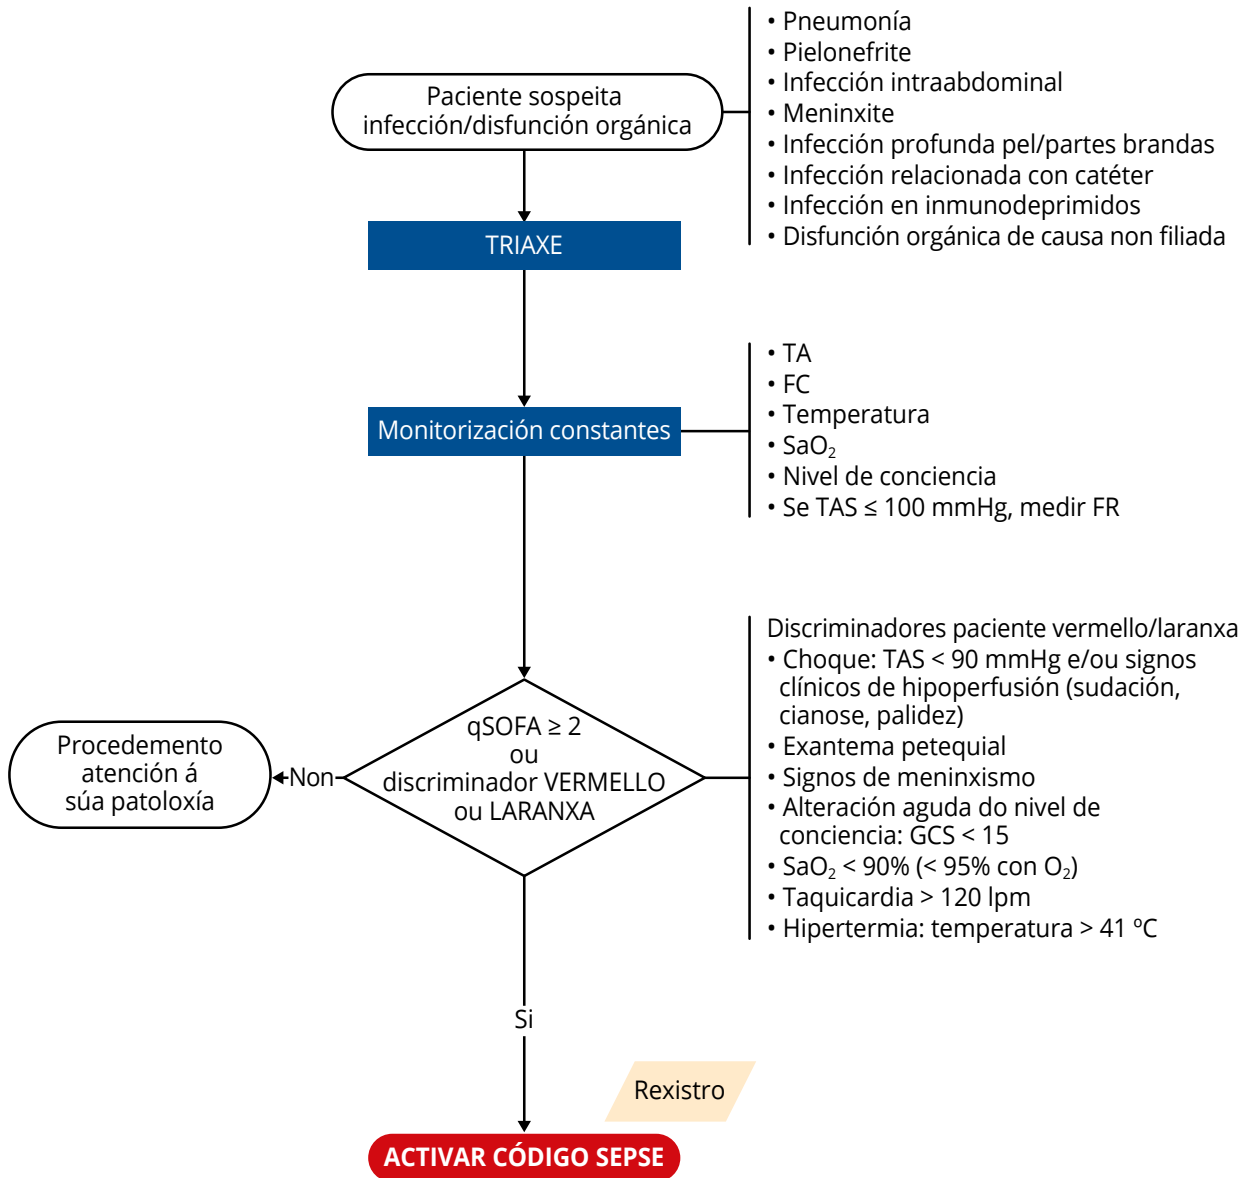 Paciente sospeita
infección/disfunción orgánica
• Pneumonía
• Pielonefrite
• Infección intraabdominal
• Meninxite
• Infección profunda pel/partes brandas
• Infección relacionada con catéter
• Infección en inmunodeprimidos
• Disfunción orgánica de causa non filiada
TRIAXE
Monitorización constantes
• TA
• FC
• Temperatura
• SaO₂
• Nivel de conciencia
• Se TAS ≤ 100 mmHg, medir FR
qSOFA ≥ 2
ou
discriminador VERMELLO
ou LARANXA
Discriminadores paciente vermello/laranxa
• Choque: TAS < 90 mmHg e/ou signos
clínicos de hipoperfusión (sudación,
cianose, palidez)
• Exantema petequial
• Signos de meninxismo
• Alteración aguda do nivel de
conciencia: GCS < 15
• SaO₂ < 90% (< 95% con O₂)
• Taquicardia > 120 lpm
• Hipertermia: temperatura > 41 ºC
Non
Procedemento
atención á
súa patoloxía
Si
Rexistro
ACTIVAR CÓDIGO SEPSE